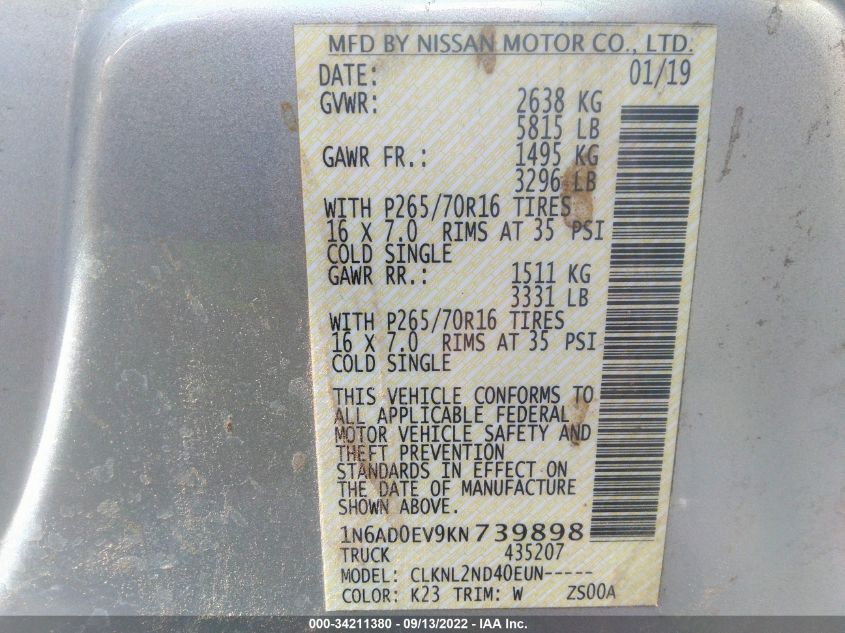 MFD BY NISSAN MOTOR CO., LTD.
DATE: 01/19
GVWR: 2638 KG
5815 LB
GAWR FR.: 1495 KG
3296 LB
WITH P265/70R16 TIRES
16 X 7.0 RIMS AT 35 PSI
COLD SINGLE
GAWR RR.: 1511 KG
3331 LB
WITH P265/70R16 TIRES
16 X 7.0 RIMS AT 35 PSI
COLD SINGLE
THIS VEHICLE CONFORMS TO
ALL APPLICABLE FEDERAL
MOTOR VEHICLE SAFETY AND
THEFT PREVENTION
STANDARDS IN EFFECT ON
THE DATE OF MANUFACTURE
SHOWN ABOVE.
1N6AD0EV9KN739898
TRUCK 435207
MODEL: CLKNL2ND40EUN-----
COLOR: K23 TRIM: W ZS00A
000-34211380 - 09/13/2022 - IAA Inc.